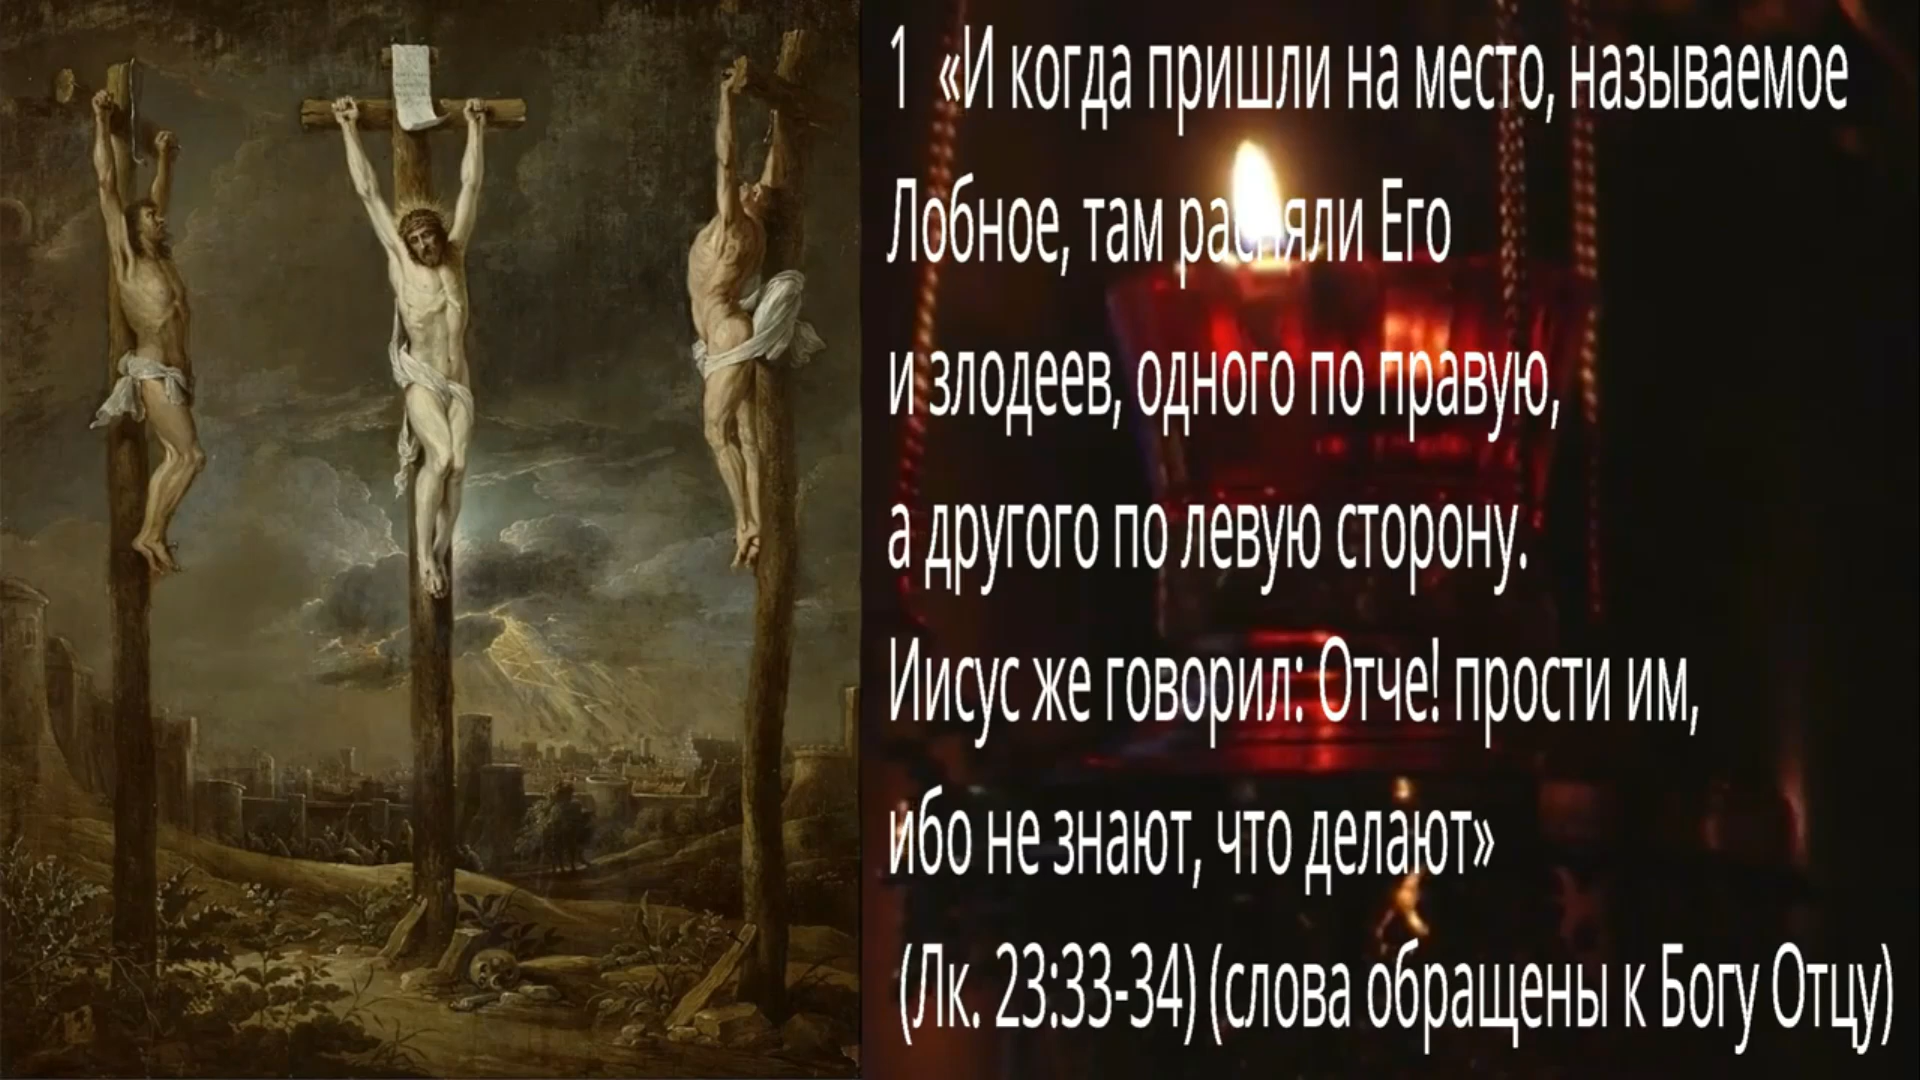 1 «И когда пришли на место, называемое
Лобное, там распяли Его
и злодеев, одного по правую,
а другого по левую сторону.
Иисус же говорил: Отче! прости им,
ибо не знают, что делают»
(Лк. 23:33-34) (слова обращены к Богу Отцу)